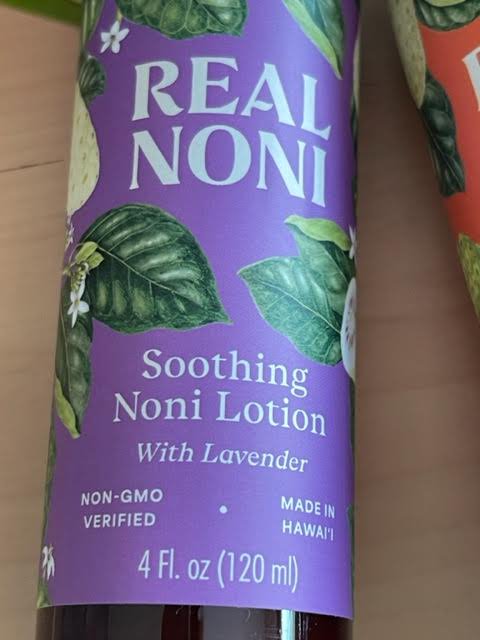 REAL
NONI
Soothing
Noni Lotion
With Lavender
NON-GMO
VERIFIED
•
MADE IN
HAWAI'I
4 Fl. oz (120 ml)